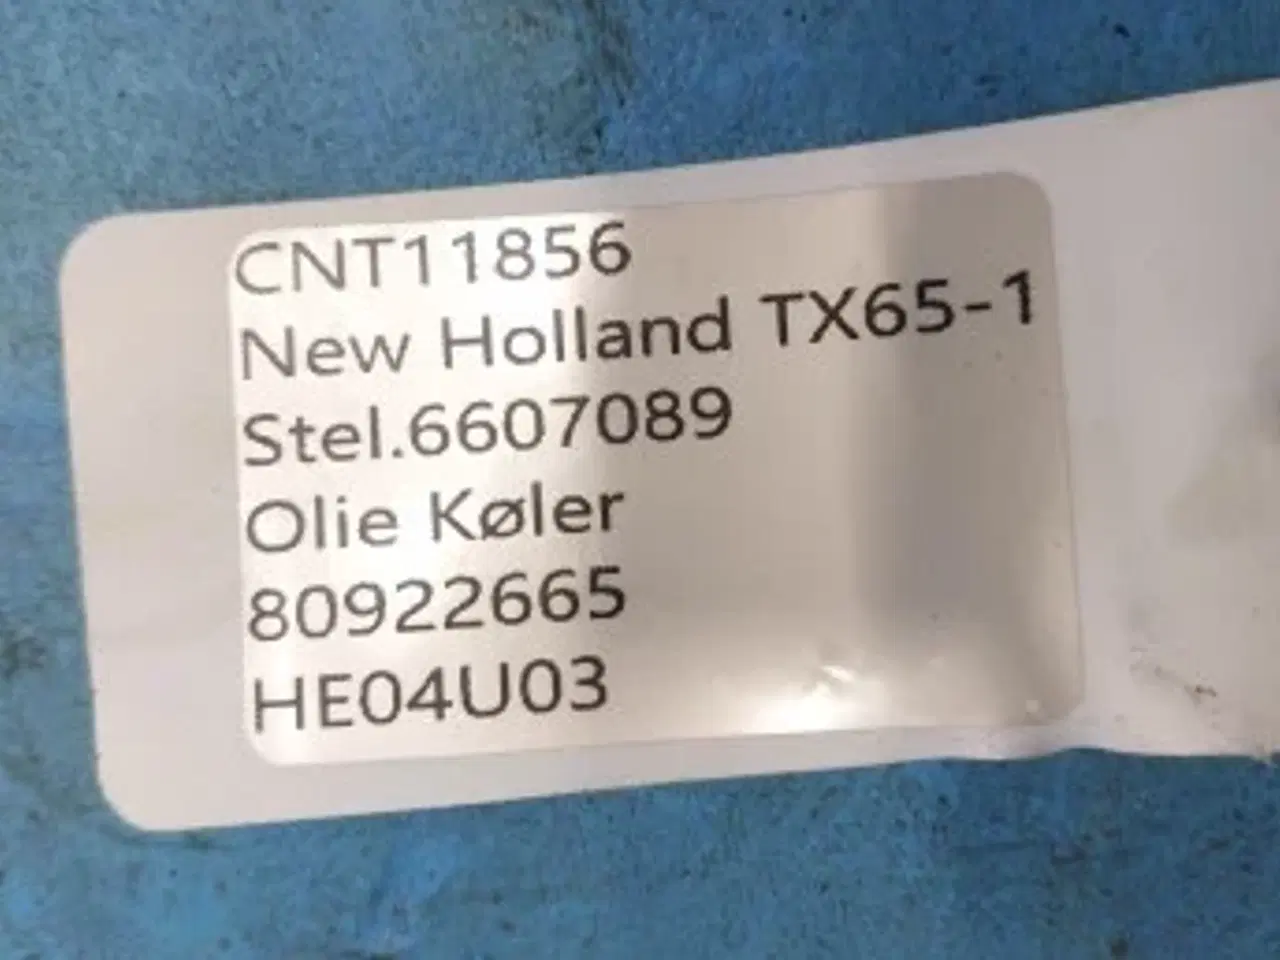 CNT11856
New Holland TX65-1
Stel.6607089
Olie Køler
80922665
HE04U03